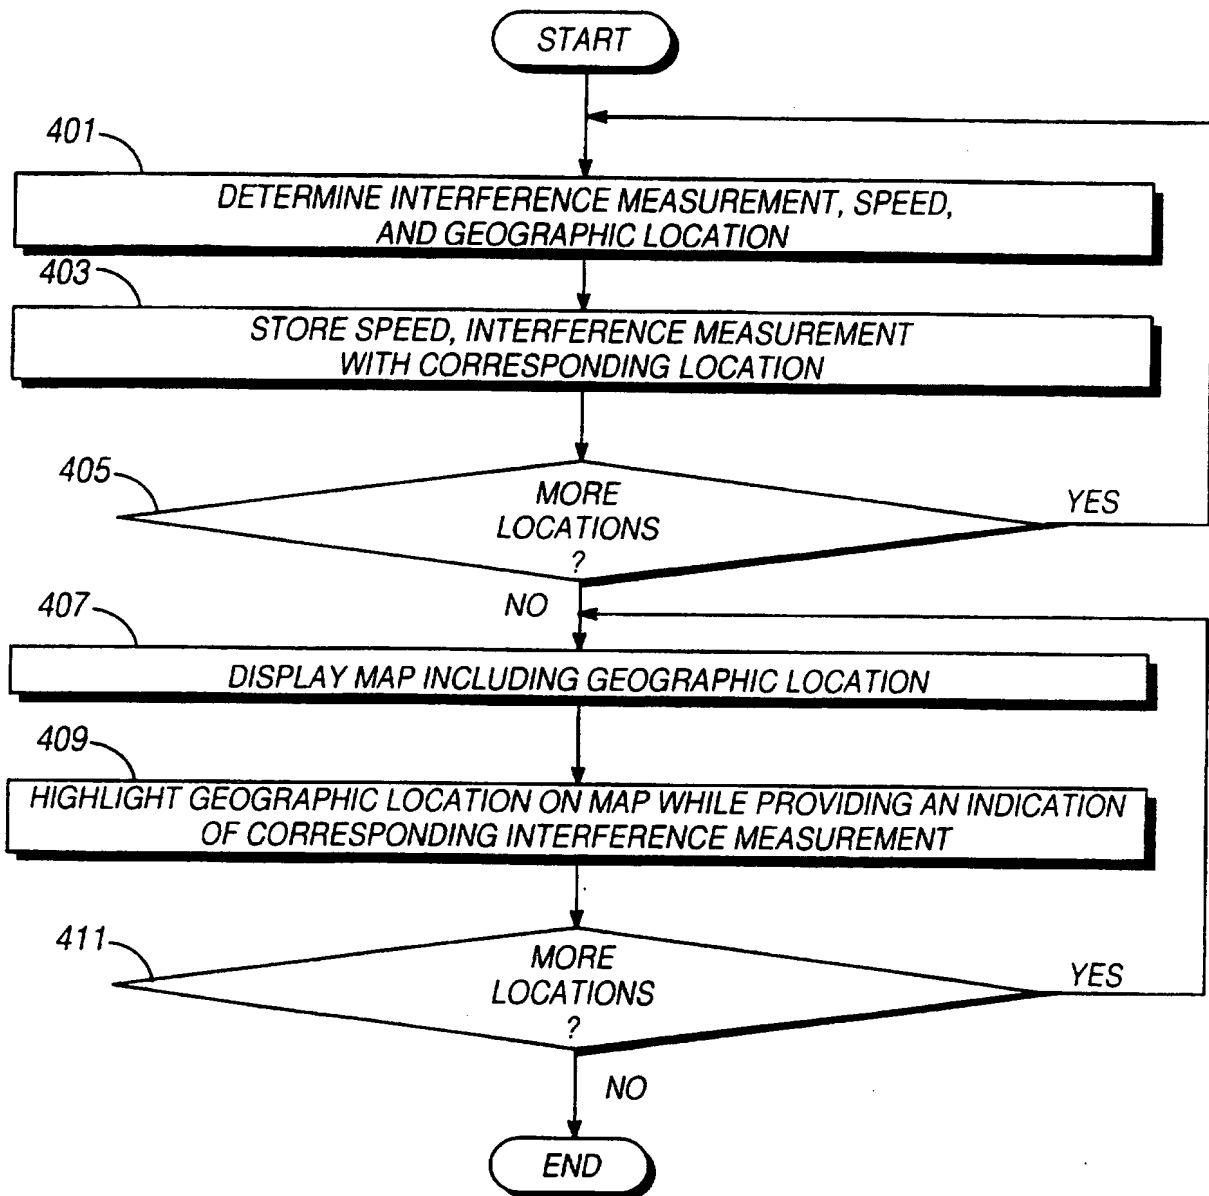 START
401
DETERMINE INTERFERENCE MEASUREMENT, SPEED,
AND GEOGRAPHIC LOCATION
403
STORE SPEED, INTERFERENCE MEASUREMENT
WITH CORRESPONDING LOCATION
405
MORE
LOCATIONS
?
YES
NO
407
DISPLAY MAP INCLUDING GEOGRAPHIC LOCATION
409
HIGHLIGHT GEOGRAPHIC LOCATION ON MAP WHILE PROVIDING AN INDICATION
OF CORRESPONDING INTERFERENCE MEASUREMENT
411
MORE
LOCATIONS
?
YES
NO
END